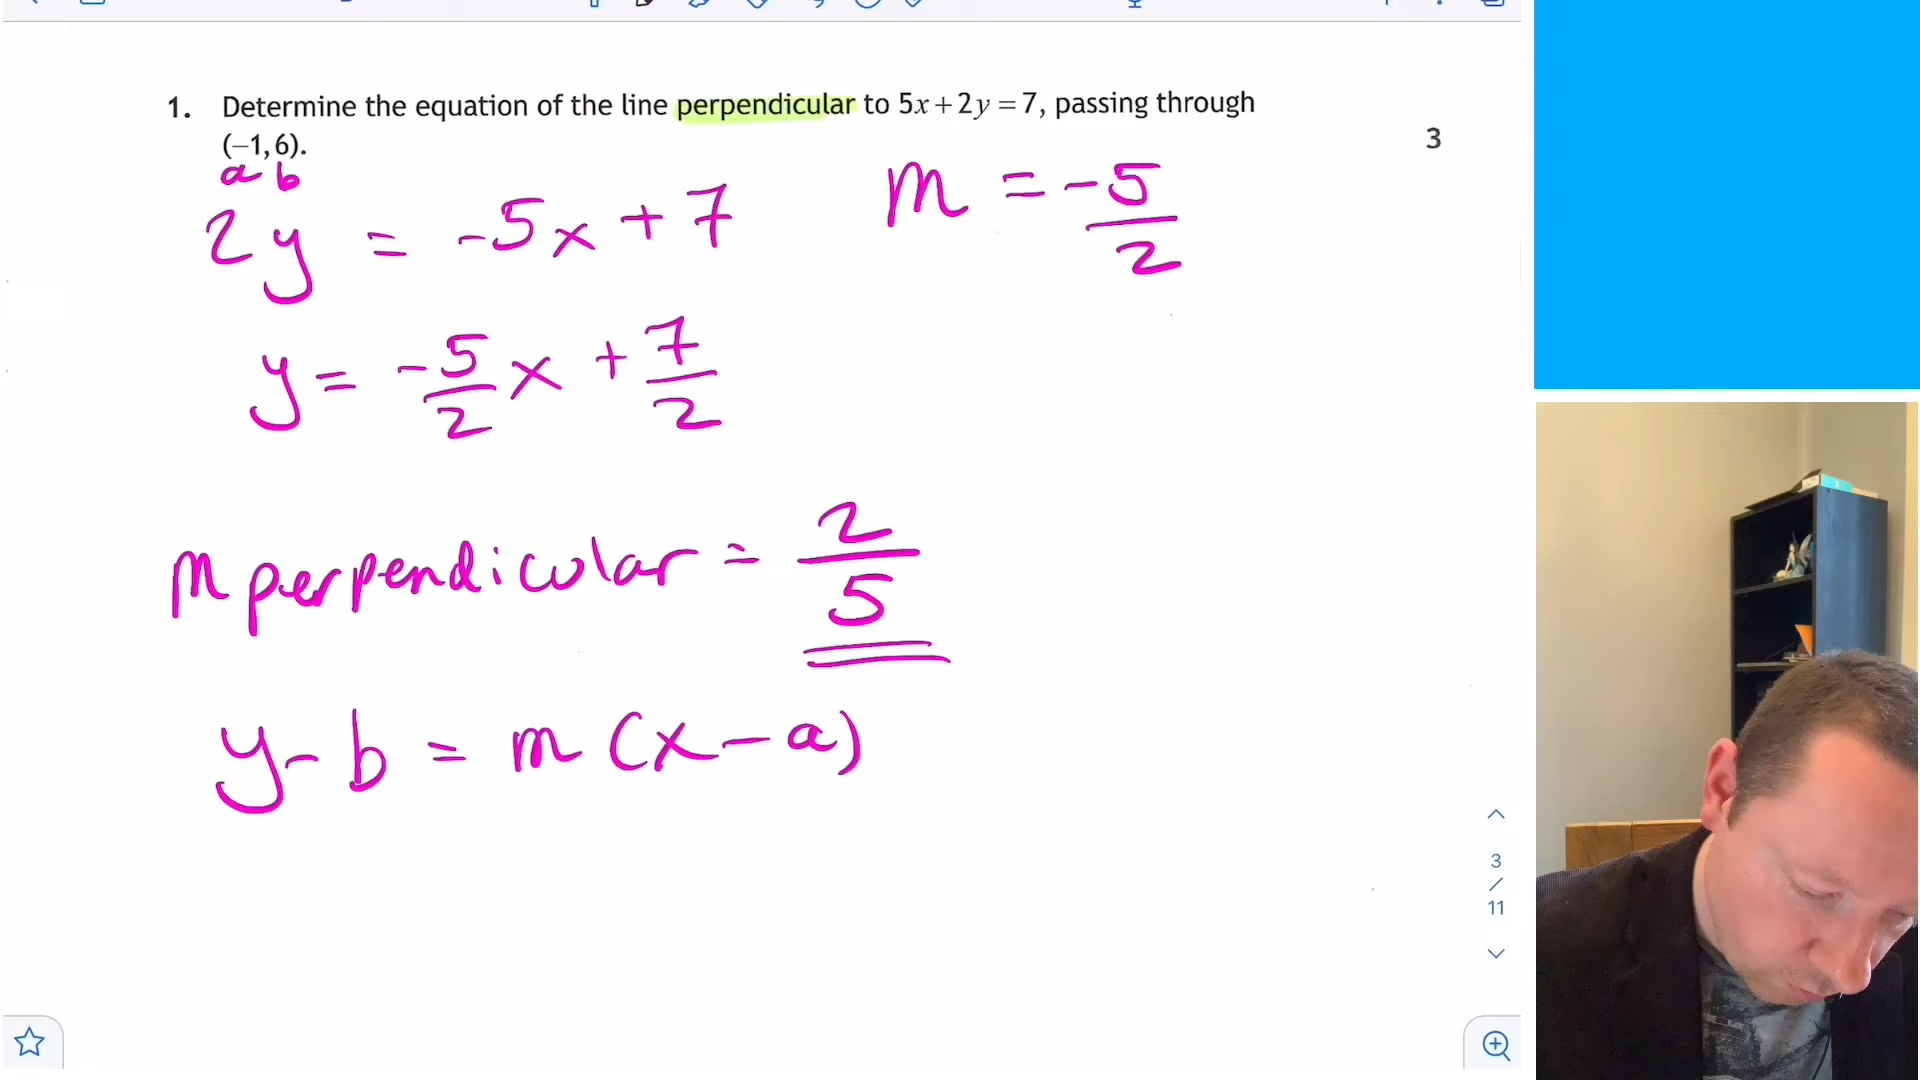 1. Determine the equation of the line perpendicular to 5x+2y=7, passing through
(−1,6).
3
a b
2y = -5x + 7
m = -5/2
y = -5/2 x + 7/2
m perpendicular = 2/5
y - b = m (x - a)
3
/
11